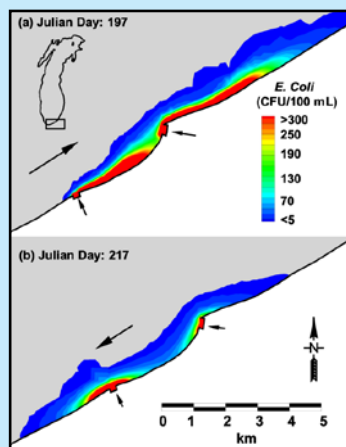 (a) Julian Day: 197
E. Coli
(CFU/100 mL)
>300
250
190
130
70
<5
(b) Julian Day: 217
N
0 1 2 3 4 5
km